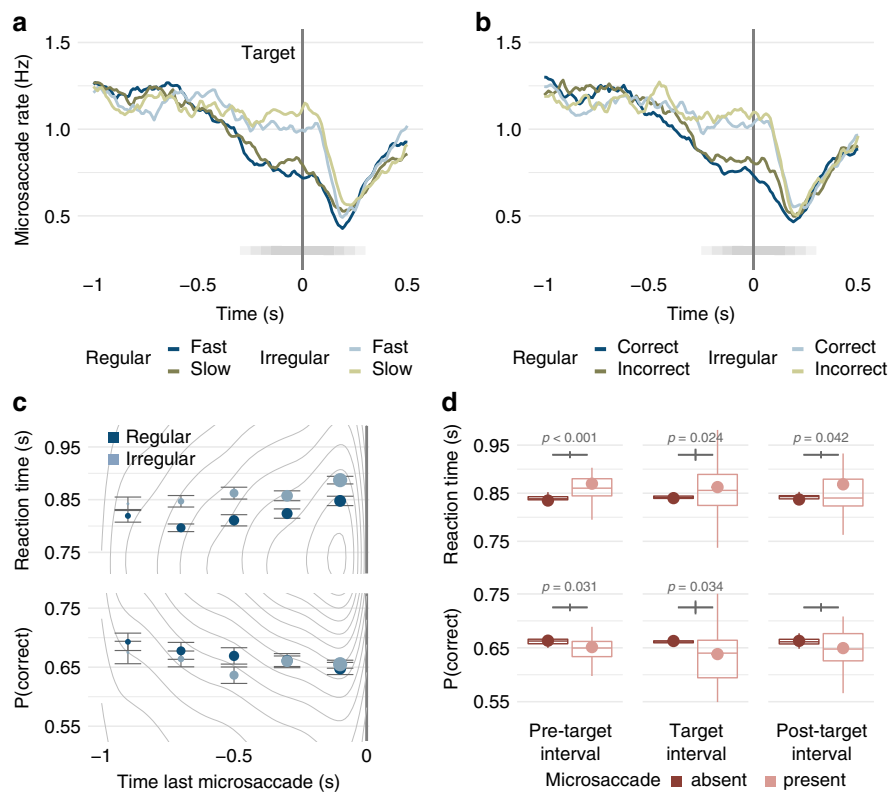 a
1.5
1.0
0.5
Microsaccade rate (Hz)
Target
−1
−0.5
0
0.5
Time (s)
Regular
Fast
Slow
Irregular
Fast
Slow
b
1.5
1.0
0.5
−1
−0.5
0
0.5
Time (s)
Regular
Correct
Incorrect
Irregular
Correct
Incorrect
c
Regular
Irregular
Reaction time (s)
0.95
0.85
0.75
P(correct)
0.75
0.65
0.55
−1
−0.5
0
Time last microsaccade (s)
d
Reaction time (s)
0.95
0.85
0.75
p < 0.001
p = 0.024
p = 0.042
P(correct)
0.75
0.65
0.55
p = 0.031
p = 0.034
Pre-target
interval
Target
interval
Post-target
interval
Microsaccade absent present